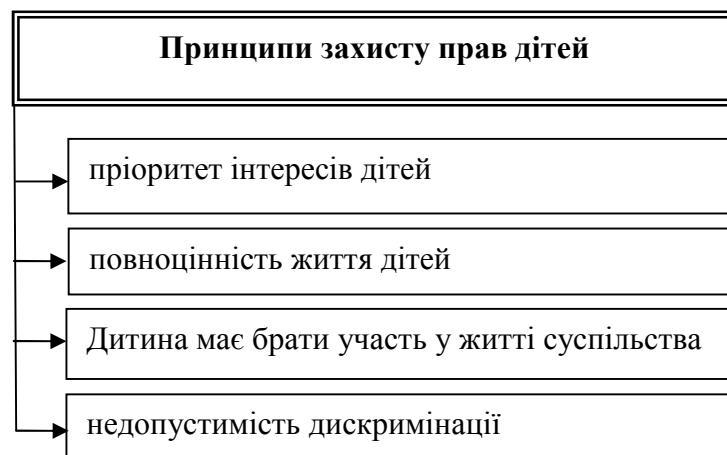 Принципи захисту прав дітей
пріоритет інтересів дітей
повноцінність життя дітей
Дитина має брати участь у житті суспільства
недопустимість дискримінації